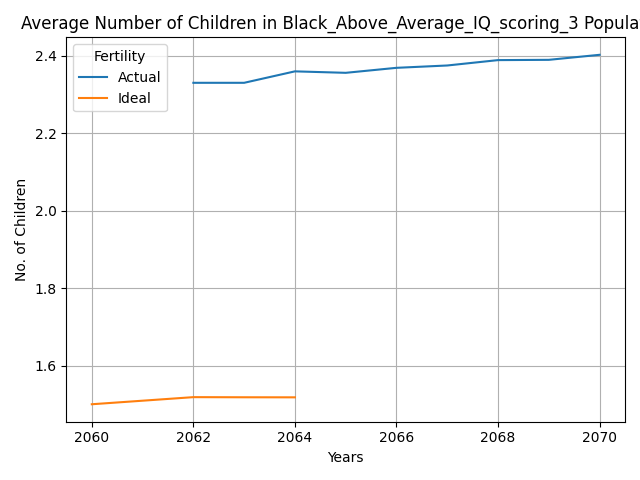 Average Number of Children in Black_Above_Average_IQ_scoring_3 Popula
Fertility
Actual
Ideal
2.4
2.2
2.0
1.8
1.6
No. of Children
2060 2062 2064 2066 2068 2070
Years